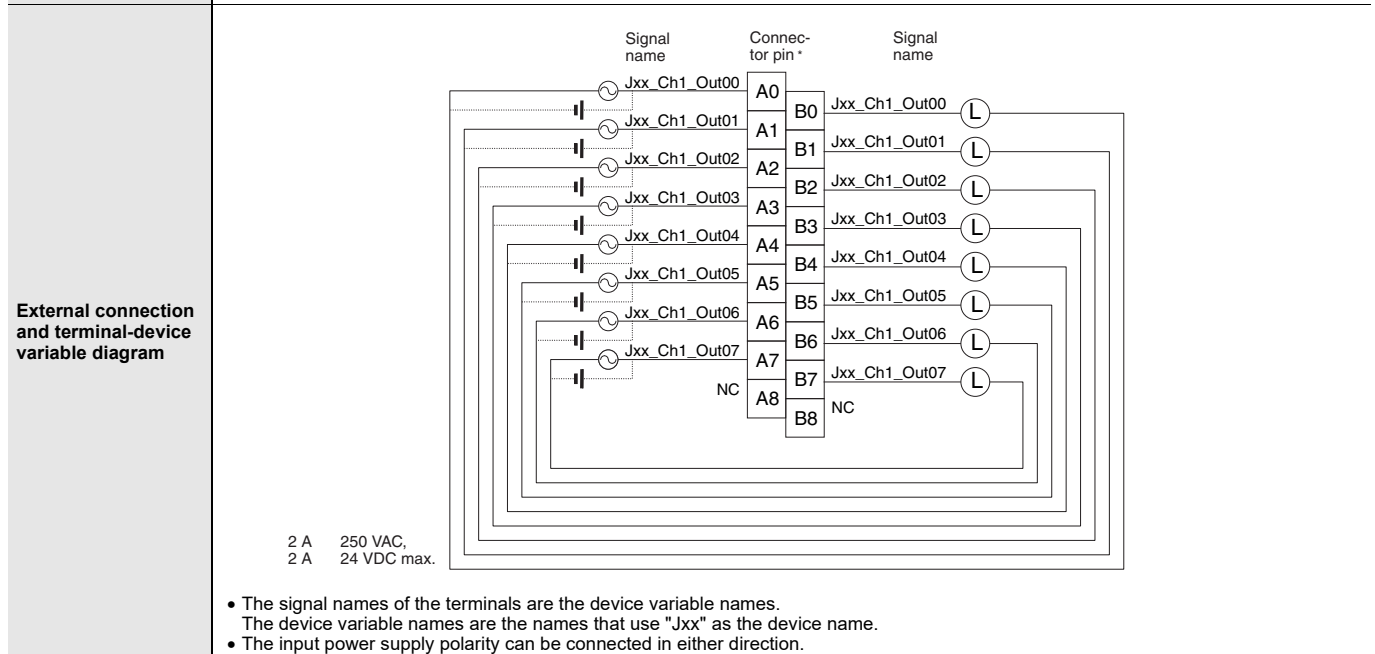 External connection
and terminal-device
variable diagram
Signal
name
Connec-
tor pin *
Signal
name
Jxx_Ch1_Out00 A0
B0 Jxx_Ch1_Out00 L
Jxx_Ch1_Out01 A1
B1 Jxx_Ch1_Out01 L
Jxx_Ch1_Out02 A2
B2 Jxx_Ch1_Out02 L
Jxx_Ch1_Out03 A3
B3 Jxx_Ch1_Out03 L
Jxx_Ch1_Out04 A4
B4 Jxx_Ch1_Out04 L
Jxx_Ch1_Out05 A5
B5 Jxx_Ch1_Out05 L
Jxx_Ch1_Out06 A6
B6 Jxx_Ch1_Out06 L
Jxx_Ch1_Out07 A7
B7 Jxx_Ch1_Out07 L
NC A8
B8 NC
2 A 250 VAC,
2 A 24 VDC max.
• The signal names of the terminals are the device variable names.
The device variable names are the names that use "Jxx" as the device name.
• The input power supply polarity can be connected in either direction.